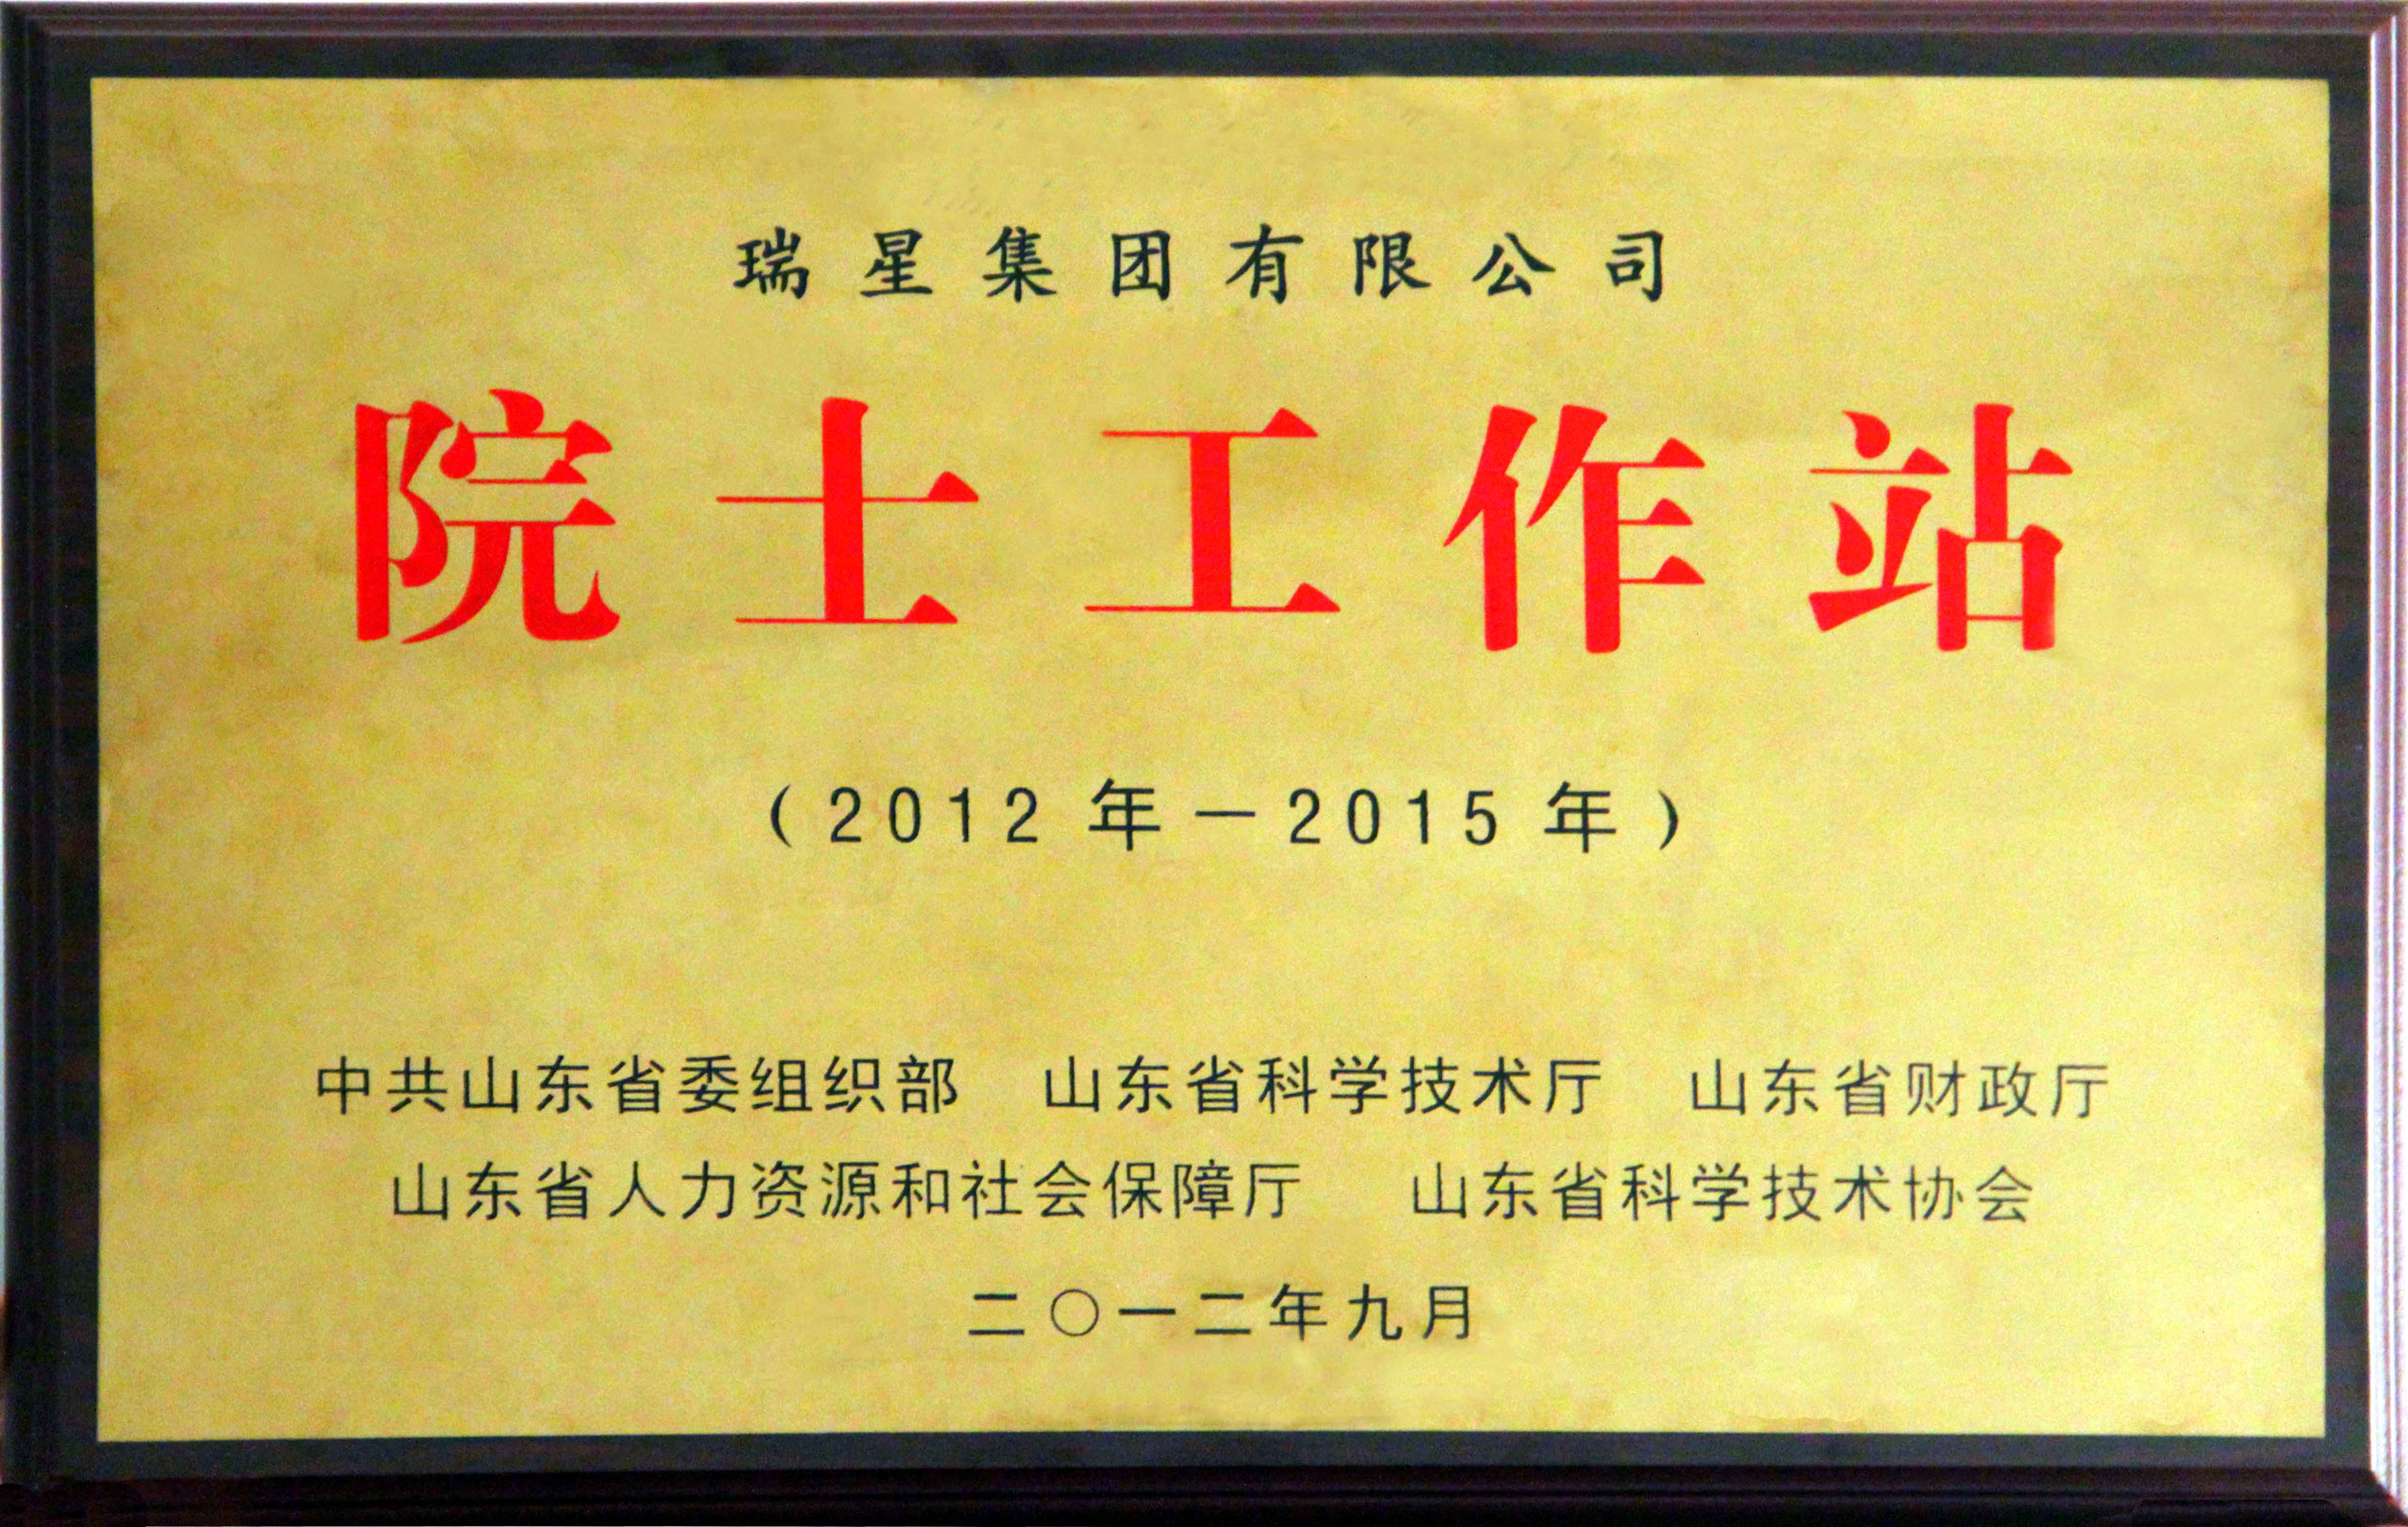 瑞星集团有限公司
院士工作站
（2012年－2015年）
中共山东省委组织部 山东省科学技术厅 山东省财政厅
山东省人力资源和社会保障厅 山东省科学技术协会
二〇一二年九月